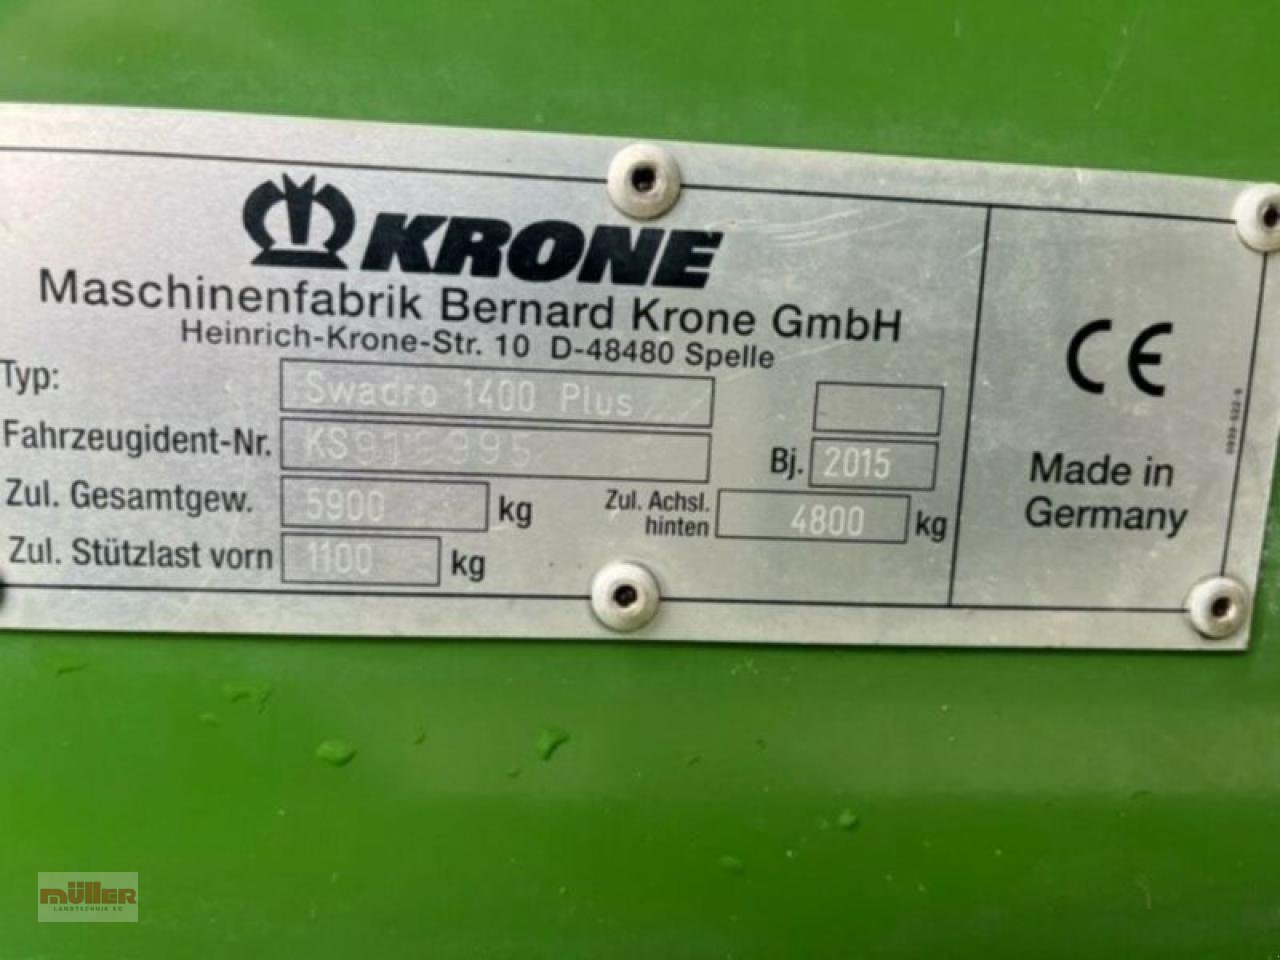 KRONE
Maschinenfabrik Bernard Krone GmbH
Heinrich-Krone-Str. 10 D-48480 Spelle
Typ: Swadro 1400 Plus
Fahrzeugident-Nr. Bj. 2015
Zul. Gesamtgew. 5900 kg
Zul. Achsl. hinten 4800 kg
Zul. Stützlast vorn 1100 kg
CE
Made in
Germany
müller
LANDTECHNIK KG